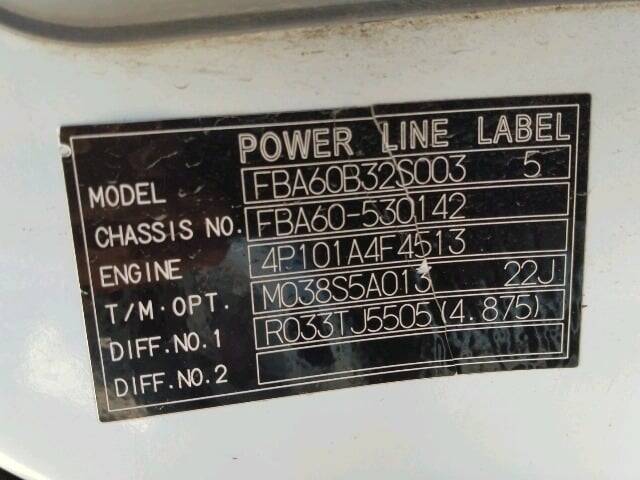 POWER LINE LABEL
MODEL FBA60B32S003 5
CHASSIS NO. FBA60-530142
ENGINE 4P101A4F4513
T/M·OPT. M038S5A013 22J
DIFF.NO.1 R033TJ5505(4.875)
DIFF.NO.2